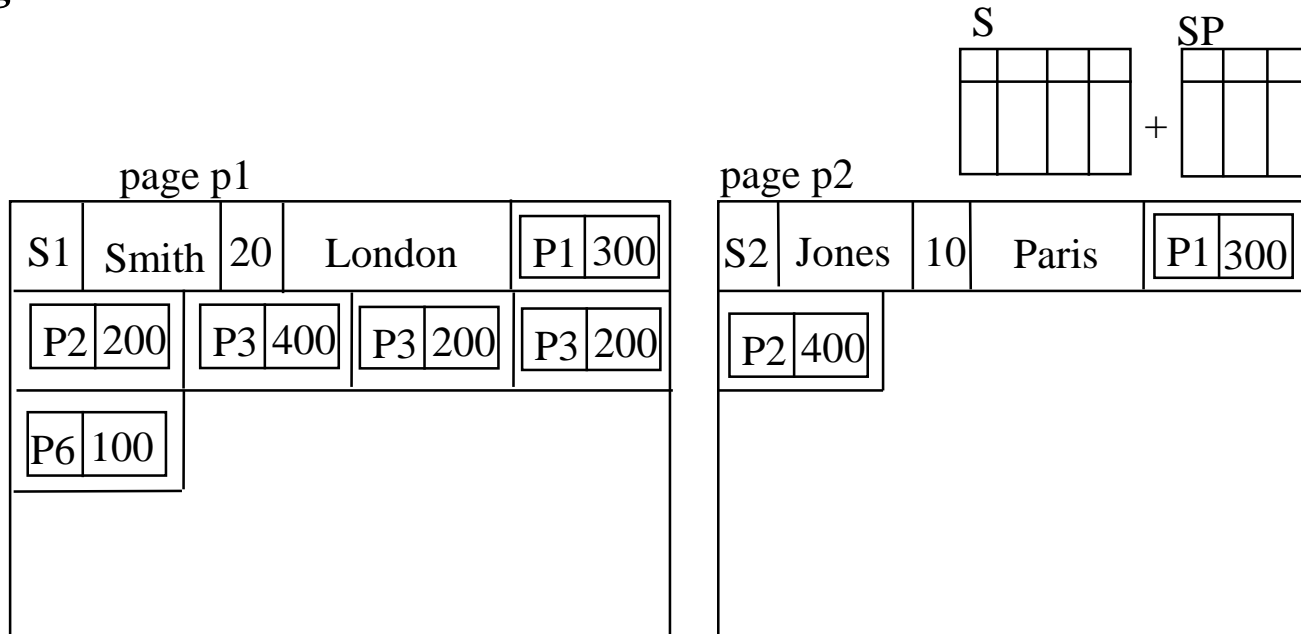 S SP
+
page p1 page p2
S1 Smith 20 London P1 300 S2 Jones 10 Paris P1 300
P2 200 P3 400 P3 200 P3 200 P2 400
P6 100